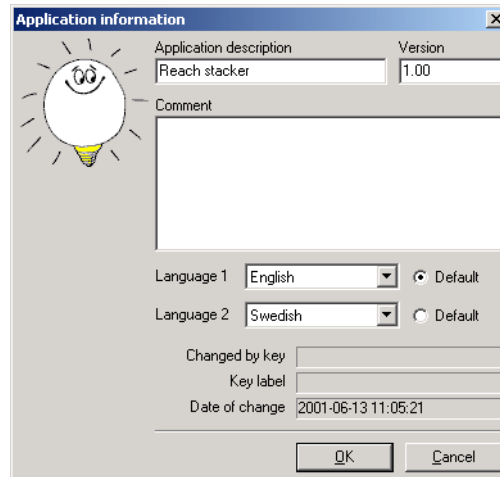 Application information
Application description Version
Reach stacker 1.00
Comment
Language 1 English Default
Language 2 Swedish Default
Changed by key
Key label
Date of change 2001-06-13 11:05:21
OK Cancel